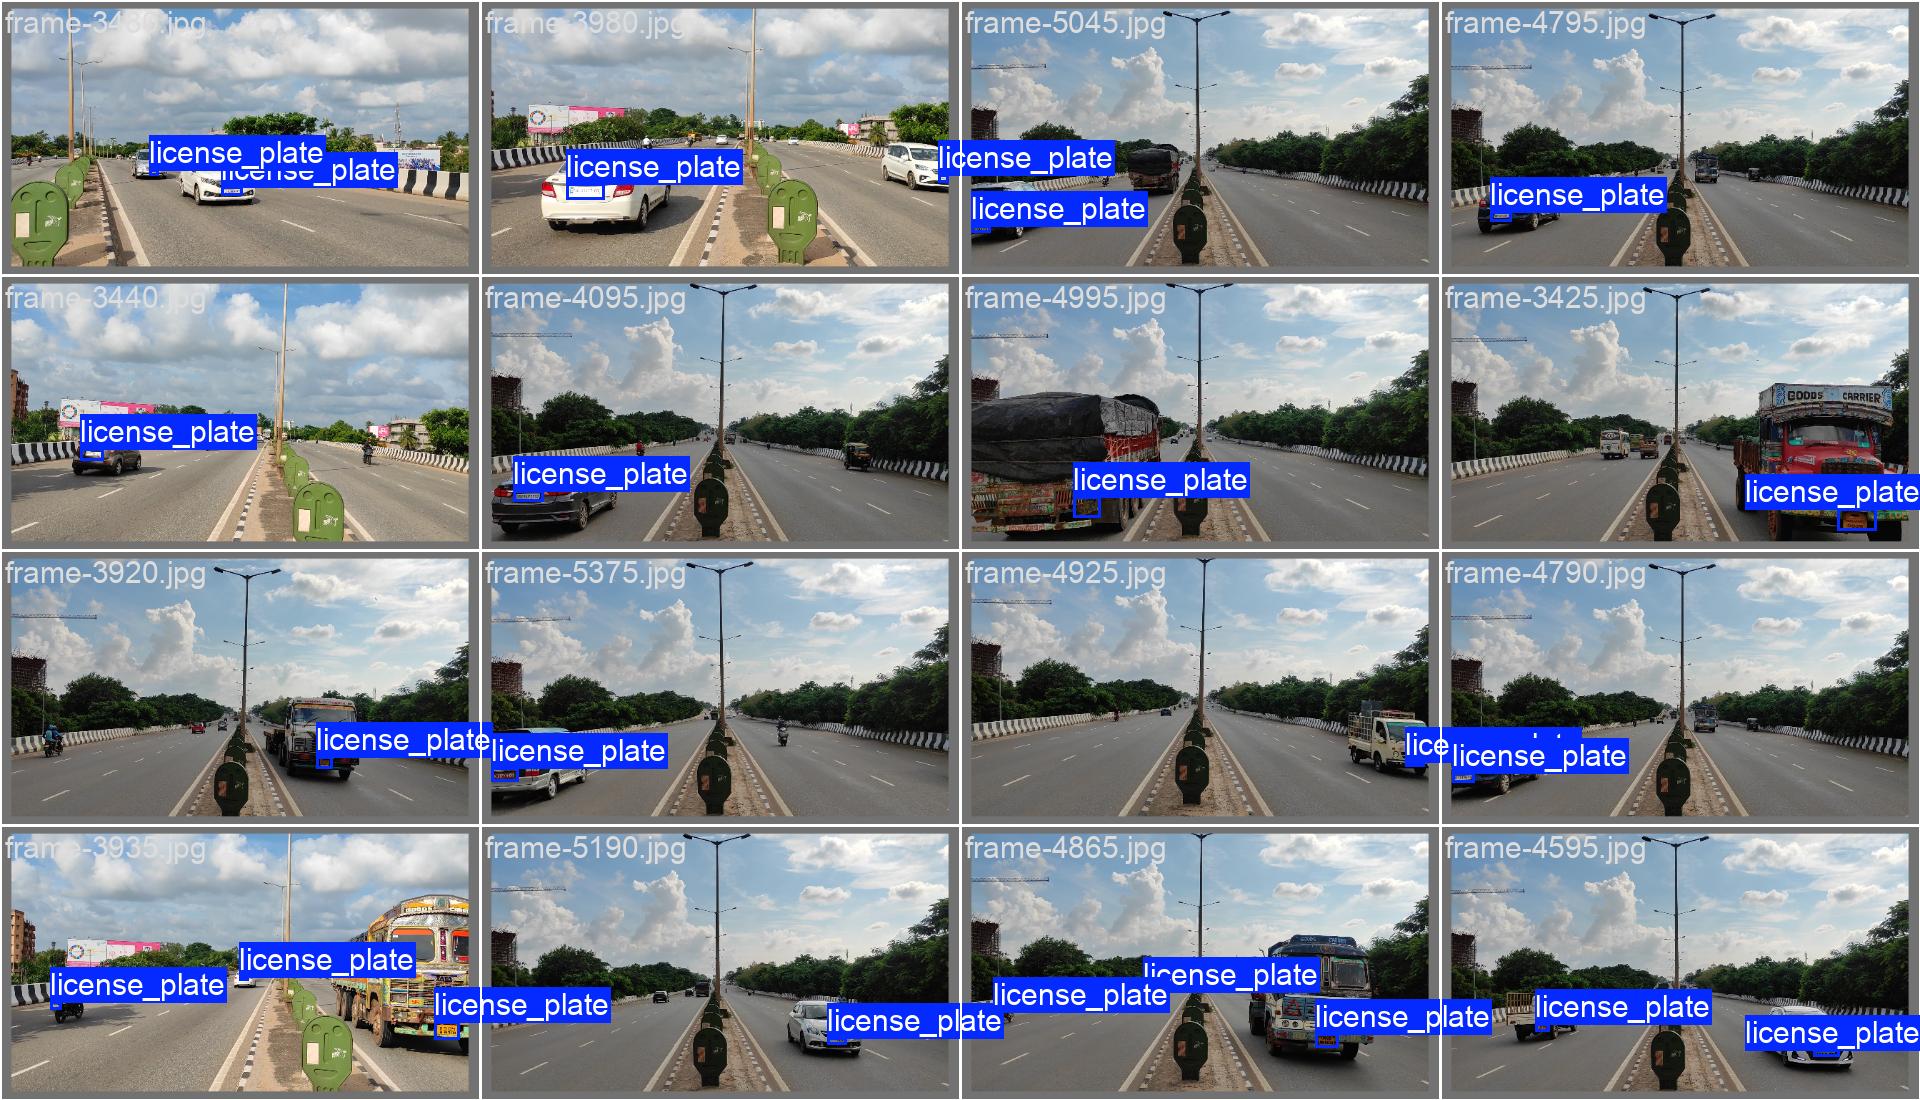 frame-3480.jpg
license_plate
license_plate
frame-3980.jpg
license_plate
license_plate
frame-5045.jpg
license_plate
frame-4795.jpg
license_plate
frame-3440.jpg
license_plate
frame-4095.jpg
license_plate
frame-4995.jpg
license_plate
frame-3425.jpg
GOODS CARRIER
license_plate
frame-3920.jpg
license_plate
frame-5375.jpg
license_plate
frame-4925.jpg
frame-4790.jpg
license_plate
frame-3935.jpg
license_plate
license_plate
license_plate
frame-5190.jpg
license_plate
frame-4865.jpg
license_plate
license_plate
license_plate
frame-4595.jpg
license_plate
license_plate